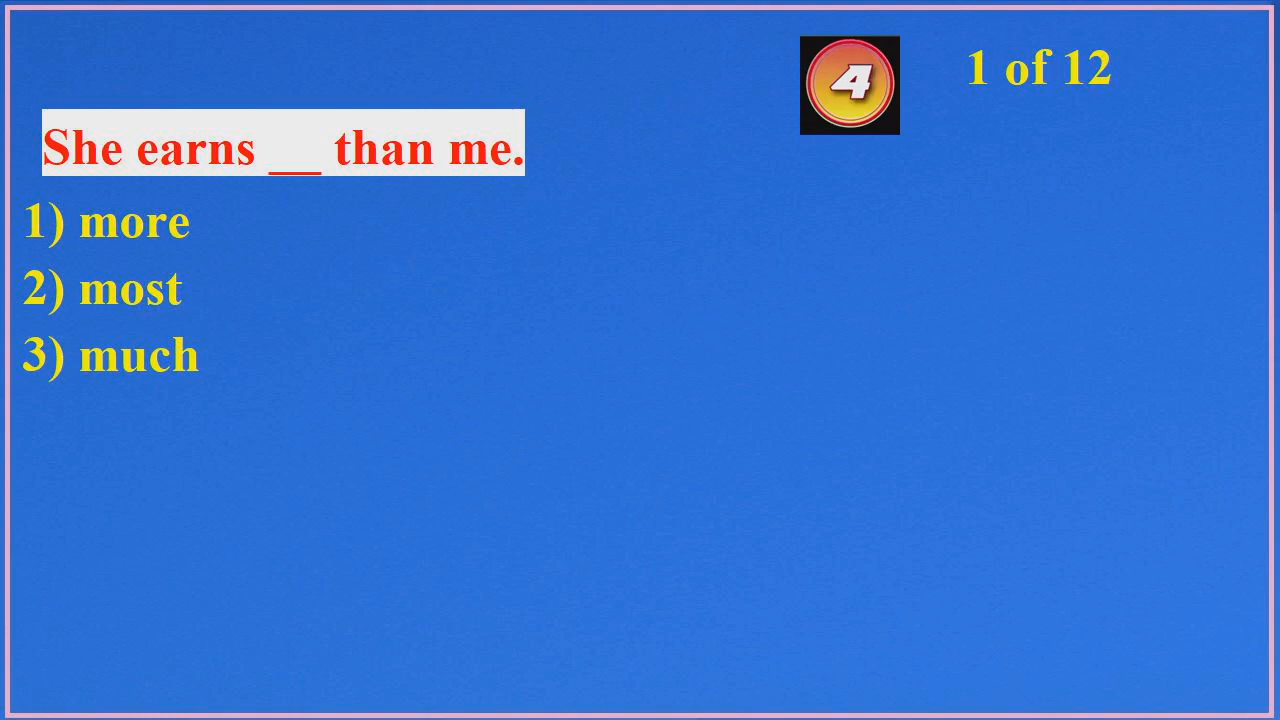 4
1 of 12
She earns __ than me.
1) more
2) most
3) much